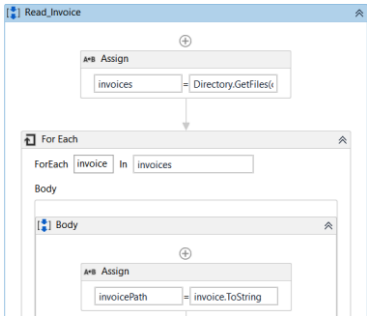 Read_Invoice
A+B Assign
invoices = Directory.GetFiles(
For Each
ForEach invoice In invoices
Body
Body
A+B Assign
invoicePath = invoice.ToString